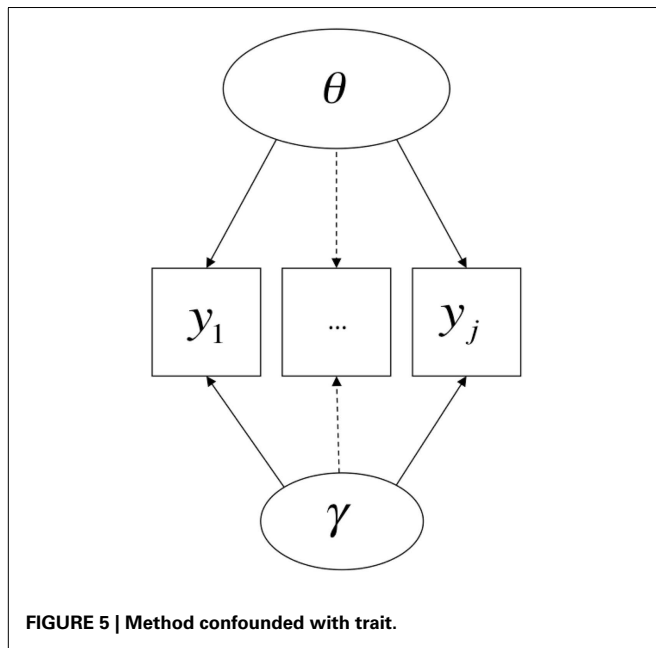 θ
y₁ ... yⱼ
γ
FIGURE 5 | Method confounded with trait.